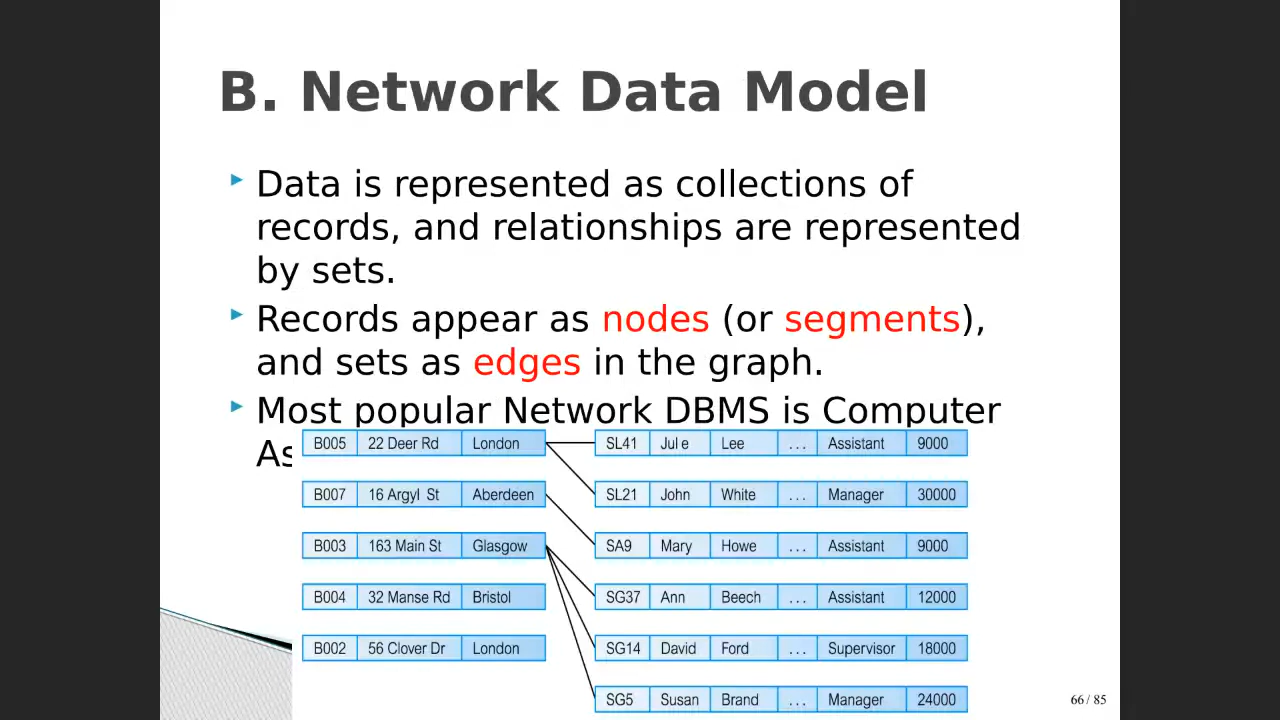 B. Network Data Model
Data is represented as collections of
records, and relationships are represented
by sets.
Records appear as nodes (or segments),
and sets as edges in the graph.
Most popular Network DBMS is Computer
As
B005 22 Deer Rd London SL41 Julie Lee ... Assistant 9000
B007 16 Argyl St Aberdeen SL21 John White ... Manager 30000
B003 163 Main St Glasgow SA9 Mary Howe ... Assistant 9000
B004 32 Manse Rd Bristol SG37 Ann Beech ... Assistant 12000
B002 56 Clover Dr London SG14 David Ford ... Supervisor 18000
SG5 Susan Brand ... Manager 24000
66 / 85